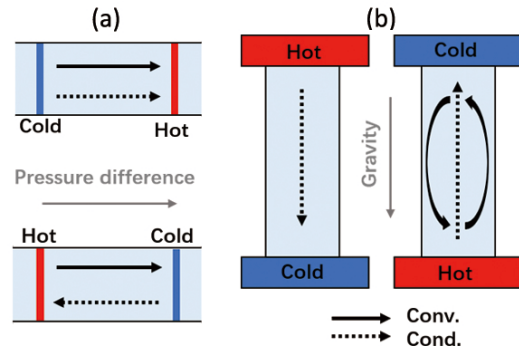 (a)
Cold
Hot
Pressure difference
Hot
Cold
(b)
Hot
Cold
Gravity
Cold
Hot
Conv.
Cond.